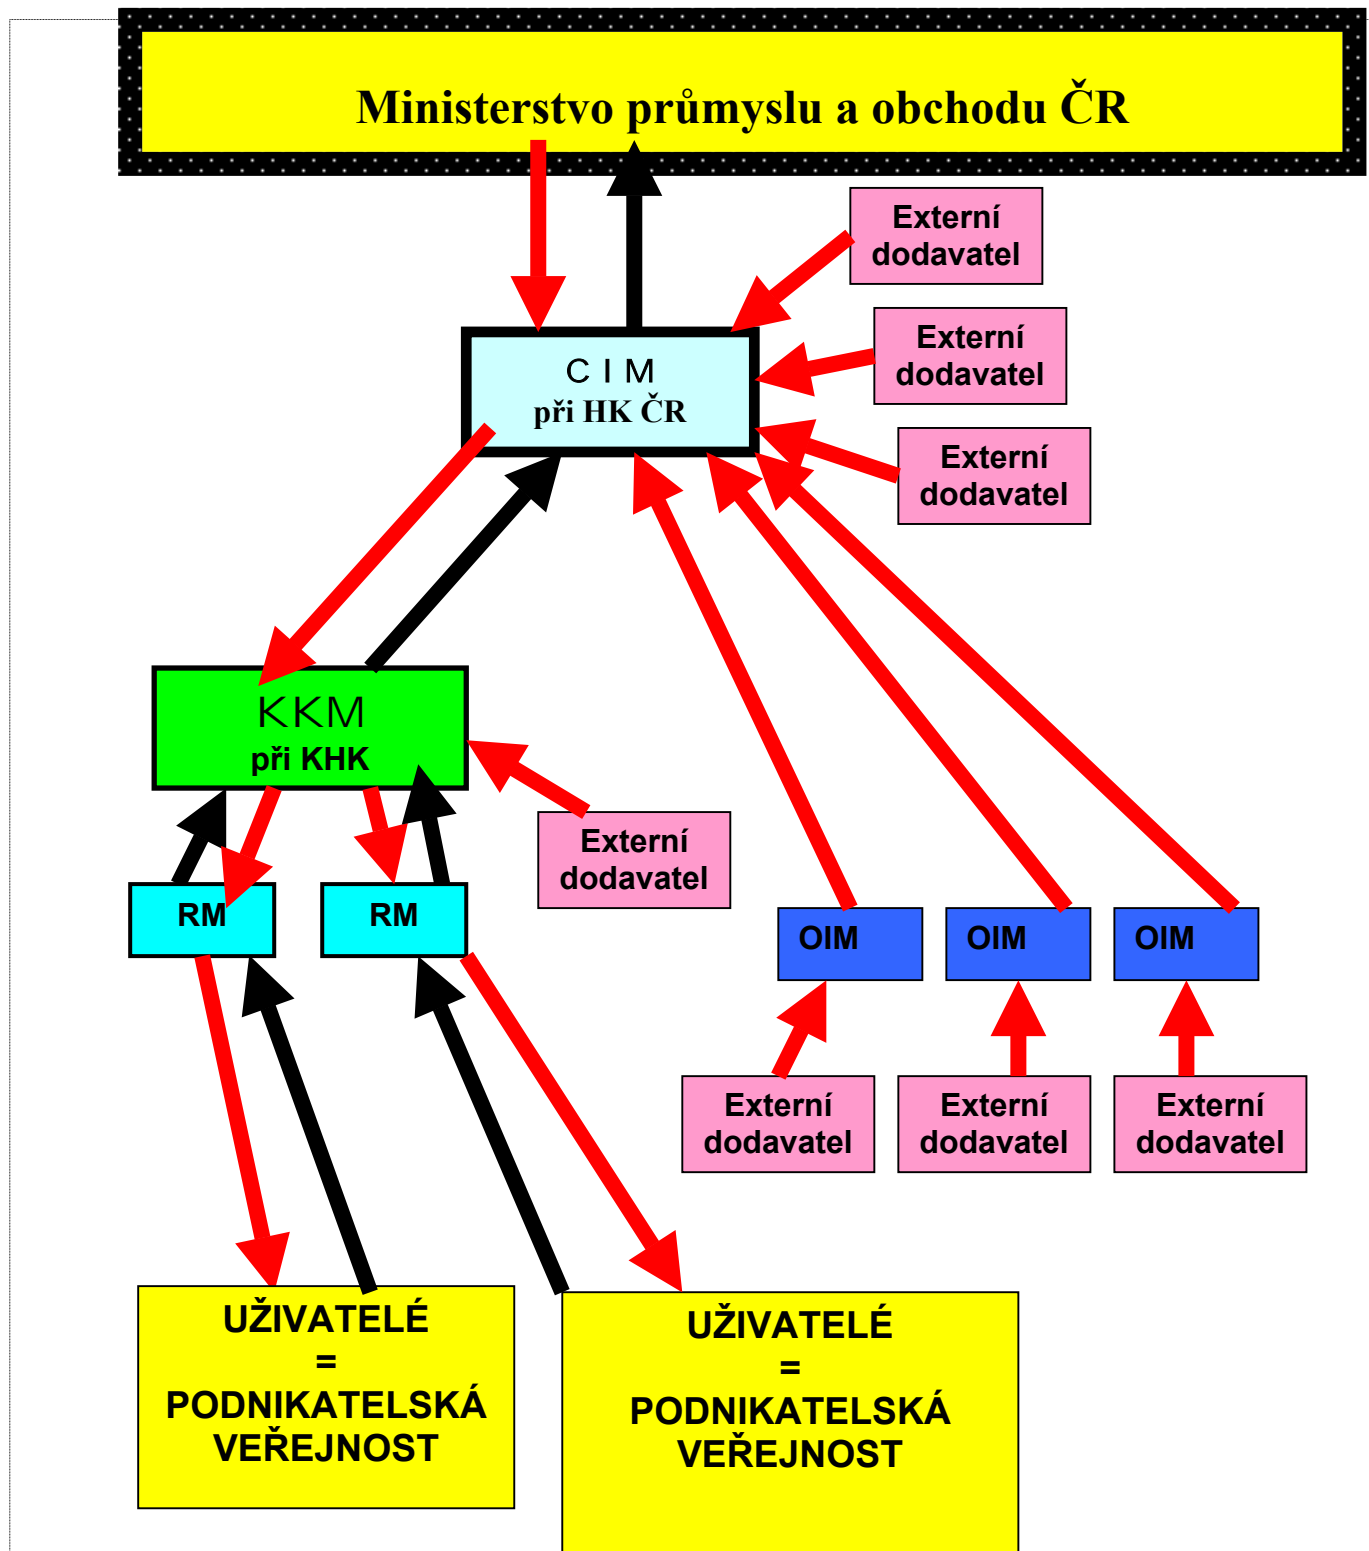 Ministerstvo průmyslu a obchodu ČR
Externí
dodavatel
Externí
dodavatel
C I M
při HK ČR
Externí
dodavatel
KKM
při KHK
Externí
dodavatel
RM
RM
OIM
OIM
OIM
Externí
dodavatel
Externí
dodavatel
Externí
dodavatel
UŽIVATELÉ
=
PODNIKATELSKÁ
VEŘEJNOST
UŽIVATELÉ
=
PODNIKATELSKÁ
VEŘEJNOST